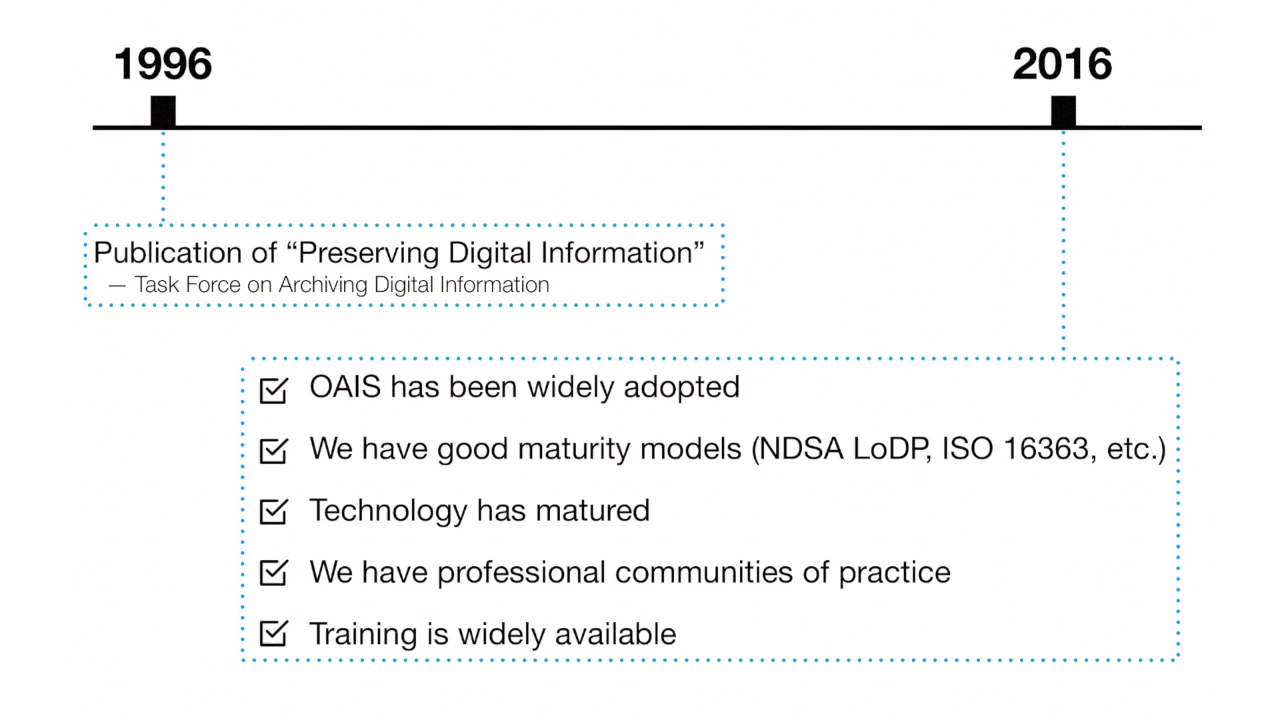 1996
2016
Publication of “Preserving Digital Information”
— Task Force on Archiving Digital Information
OAIS has been widely adopted
We have good maturity models (NDSA LoDP, ISO 16363, etc.)
Technology has matured
We have professional communities of practice
Training is widely available